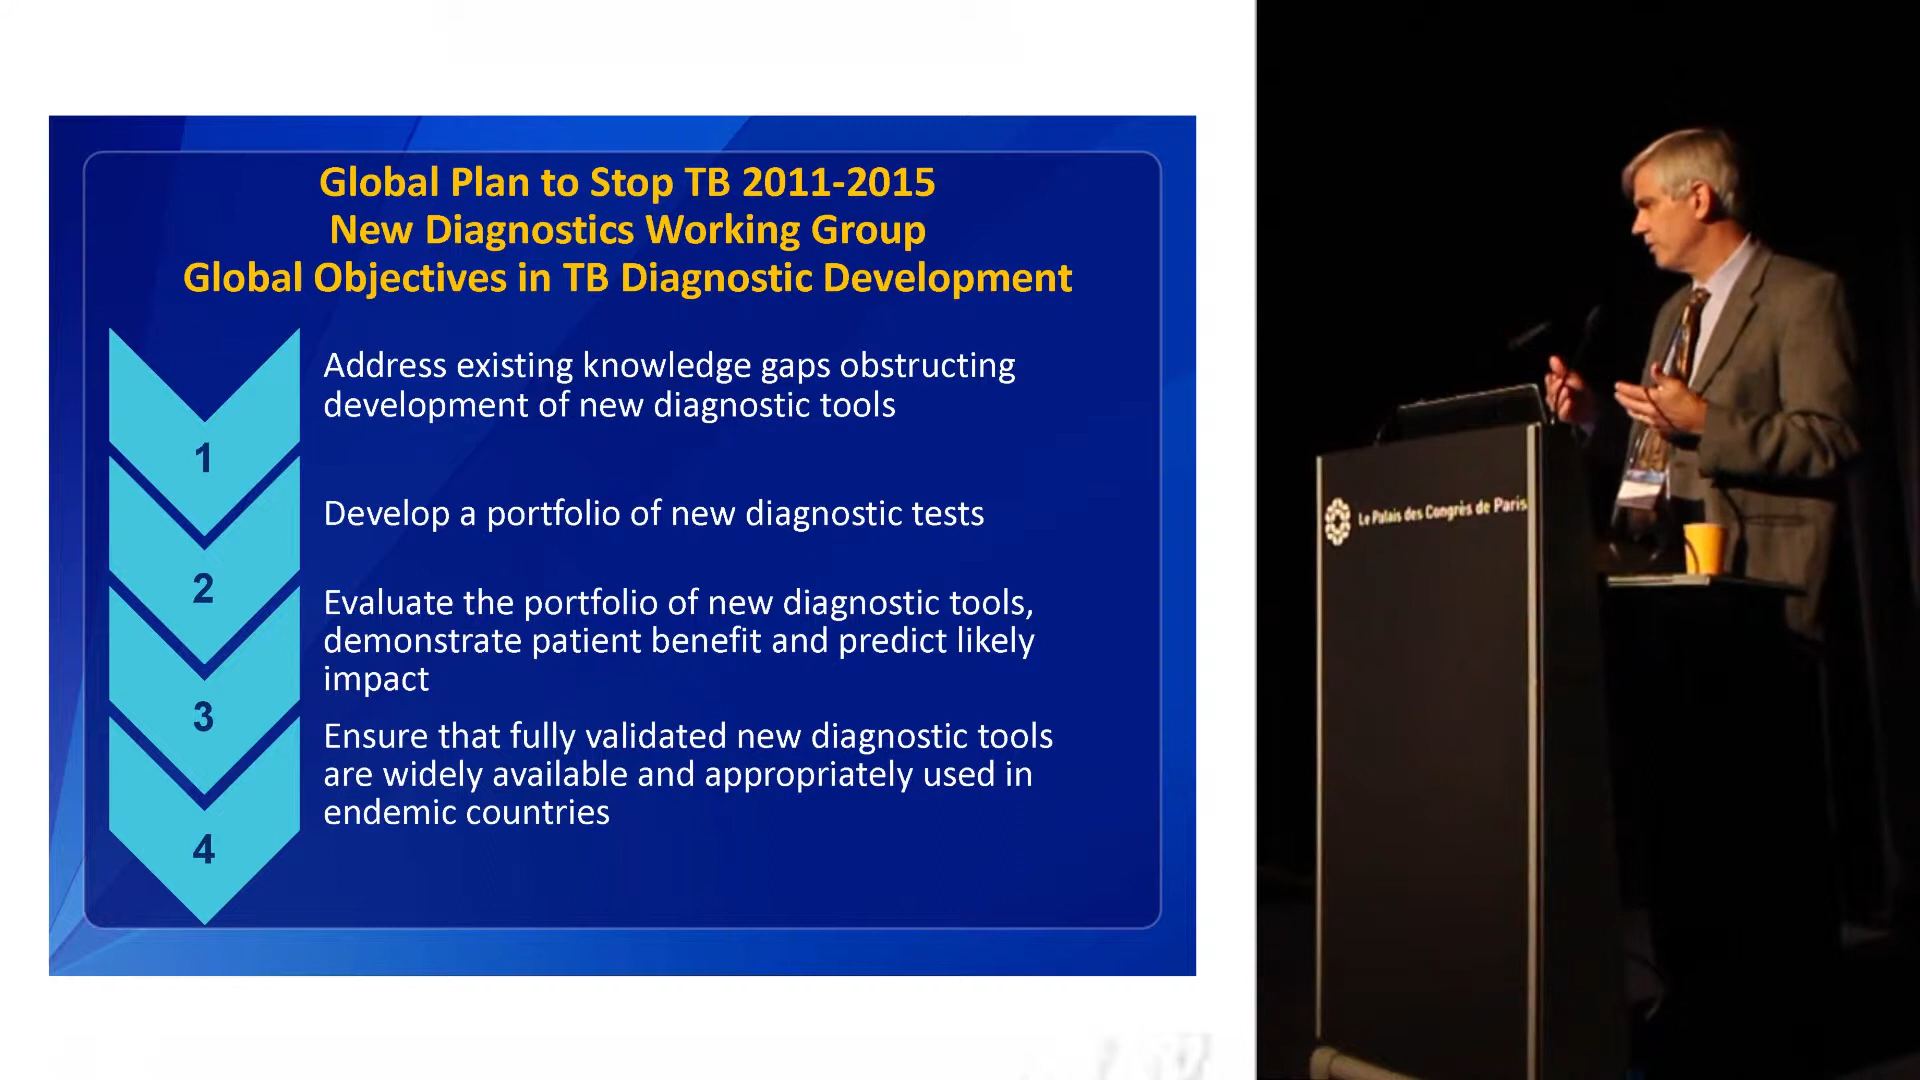 Global Plan to Stop TB 2011-2015
New Diagnostics Working Group
Global Objectives in TB Diagnostic Development
1
Address existing knowledge gaps obstructing
development of new diagnostic tools
2
Develop a portfolio of new diagnostic tests
3
Evaluate the portfolio of new diagnostic tools,
demonstrate patient benefit and predict likely
impact
4
Ensure that fully validated new diagnostic tools
are widely available and appropriately used in
endemic countries
Le Palais des Congrès de Paris